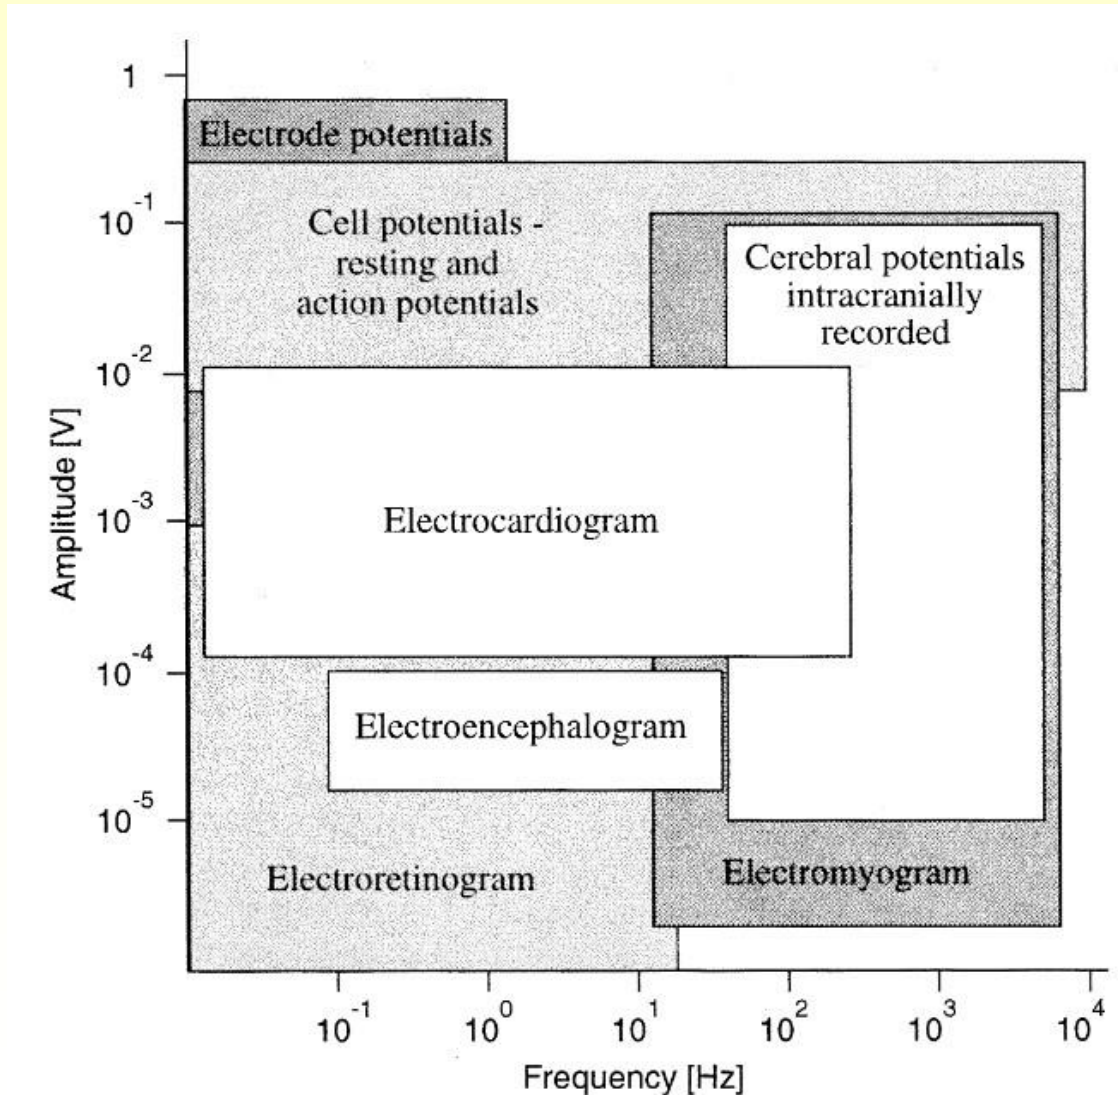 1
Electrode potentials
10^-1
Cell potentials -
resting and
action potentials
Cerebral potentials
intracranially
recorded
10^-2
Amplitude [V]
10^-3
Electrocardiogram
10^-4
Electroencephalogram
10^-5
Electroretinogram
Electromyogram
10^-1 10^0 10^1 10^2 10^3 10^4
Frequency [Hz]